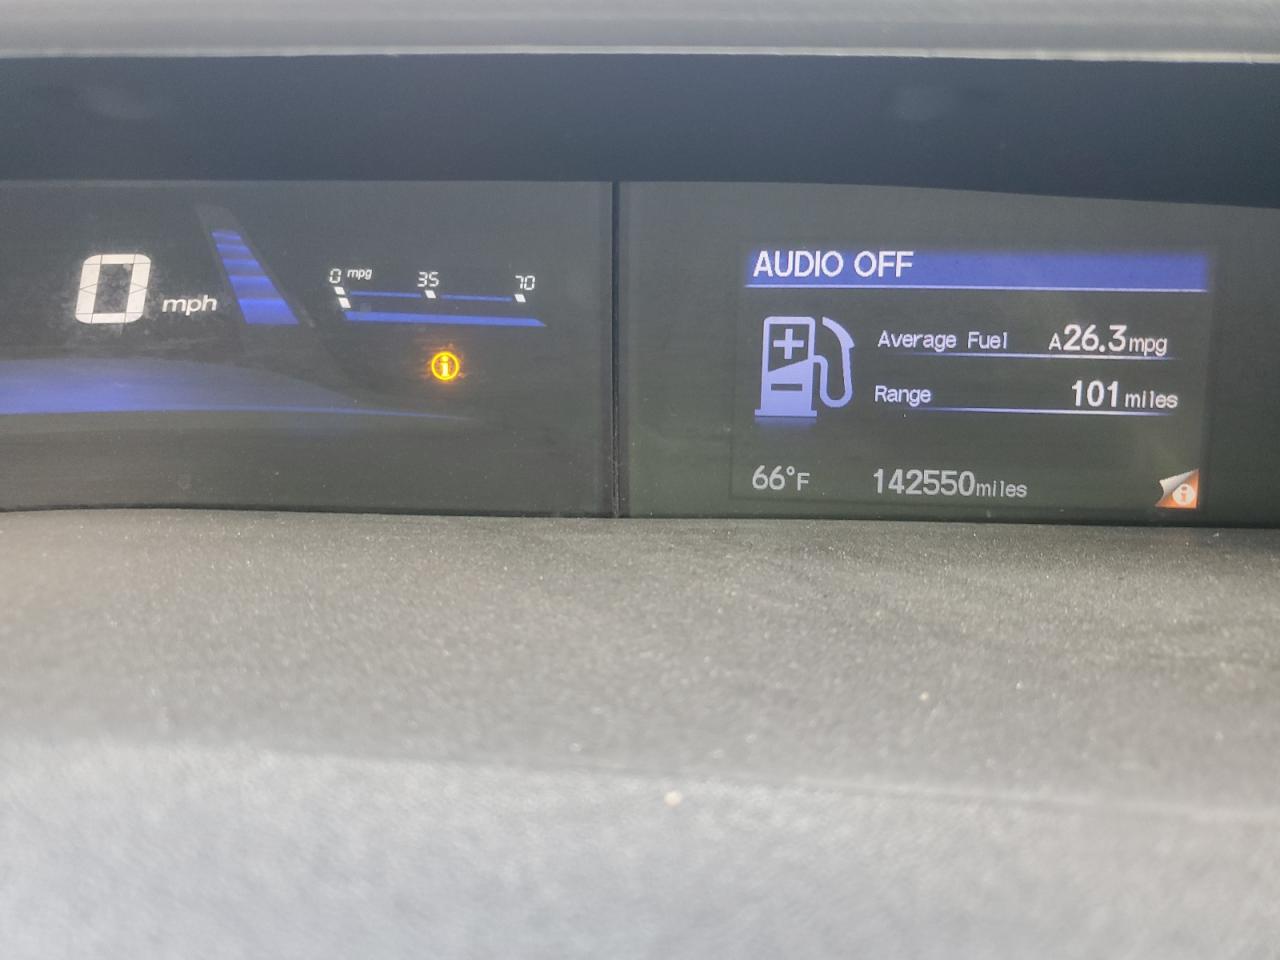 0 mph
0 mpg 35 70
AUDIO OFF
Average Fuel A26.3mpg
Range 101miles
66°F 142550miles